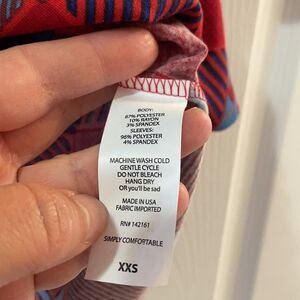 BODY:
87% POLYESTER
10% RAYON
3% SPANDEX
SLEEVES:
96% POLYESTER
4% SPANDEX
MACHINE WASH COLD
GENTLE CYCLE
DO NOT BLEACH
HANG DRY
OR you'll be sad
MADE IN USA
FABRIC IMPORTED
RN# 142161
SIMPLY COMFORTABLE
XXS